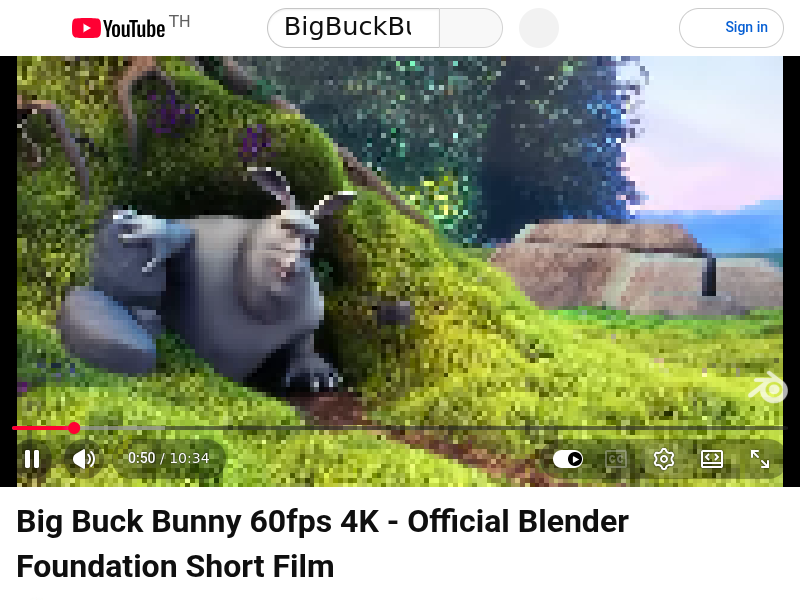 YouTube TH
BigBuckBu
Sign in
0:50 / 10:34
CC
Big Buck Bunny 60fps 4K - Official Blender
Foundation Short Film